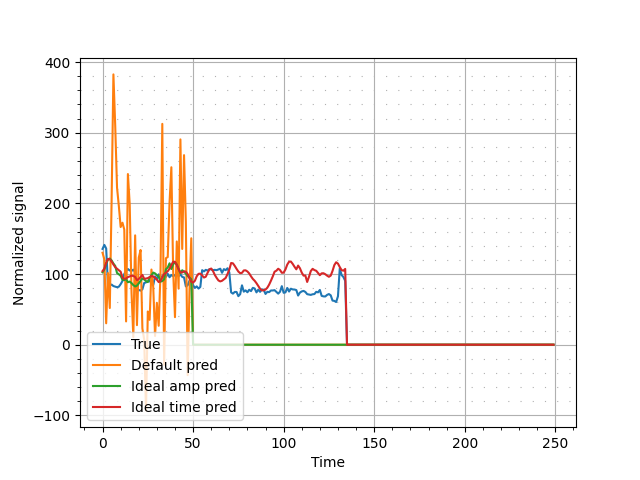 400
300
200
100
0
−100
Normalized signal
True
Default pred
Ideal amp pred
Ideal time pred
0 50 100 150 200 250
Time